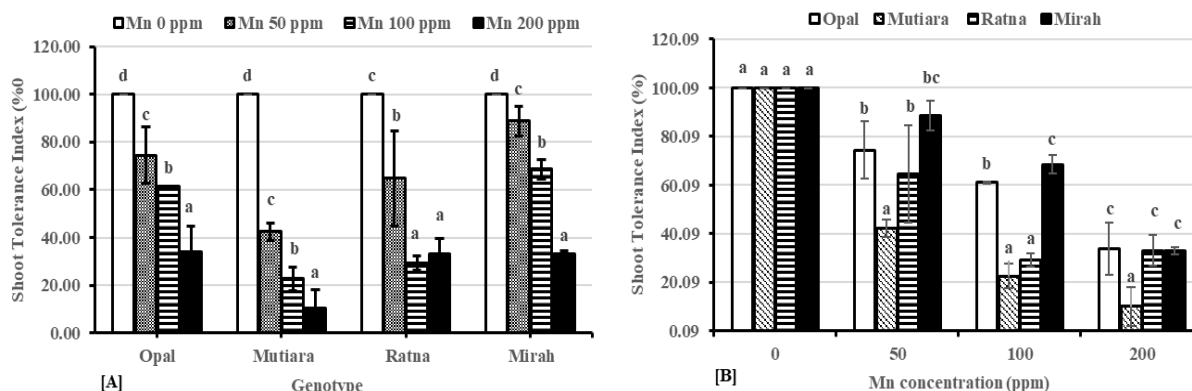 Mn 0 ppm Mn 50 ppm Mn 100 ppm Mn 200 ppm
Shoot Tolerance Index (%0
120.00
100.00
80.00
60.00
40.00
20.00
0.00
d c b a
d c b a
c b a a
d c b a
Opal Mutiara Ratna Mirah
[A] Genotype
Opal Mutiara Ratna Mirah
Shoot Tolerance Index (%)
120.09
100.09
80.09
60.09
40.09
20.09
0.09
a a a a
b a b bc
b a a c
c a c c
0 50 100 200
[B] Mn concentration (ppm)